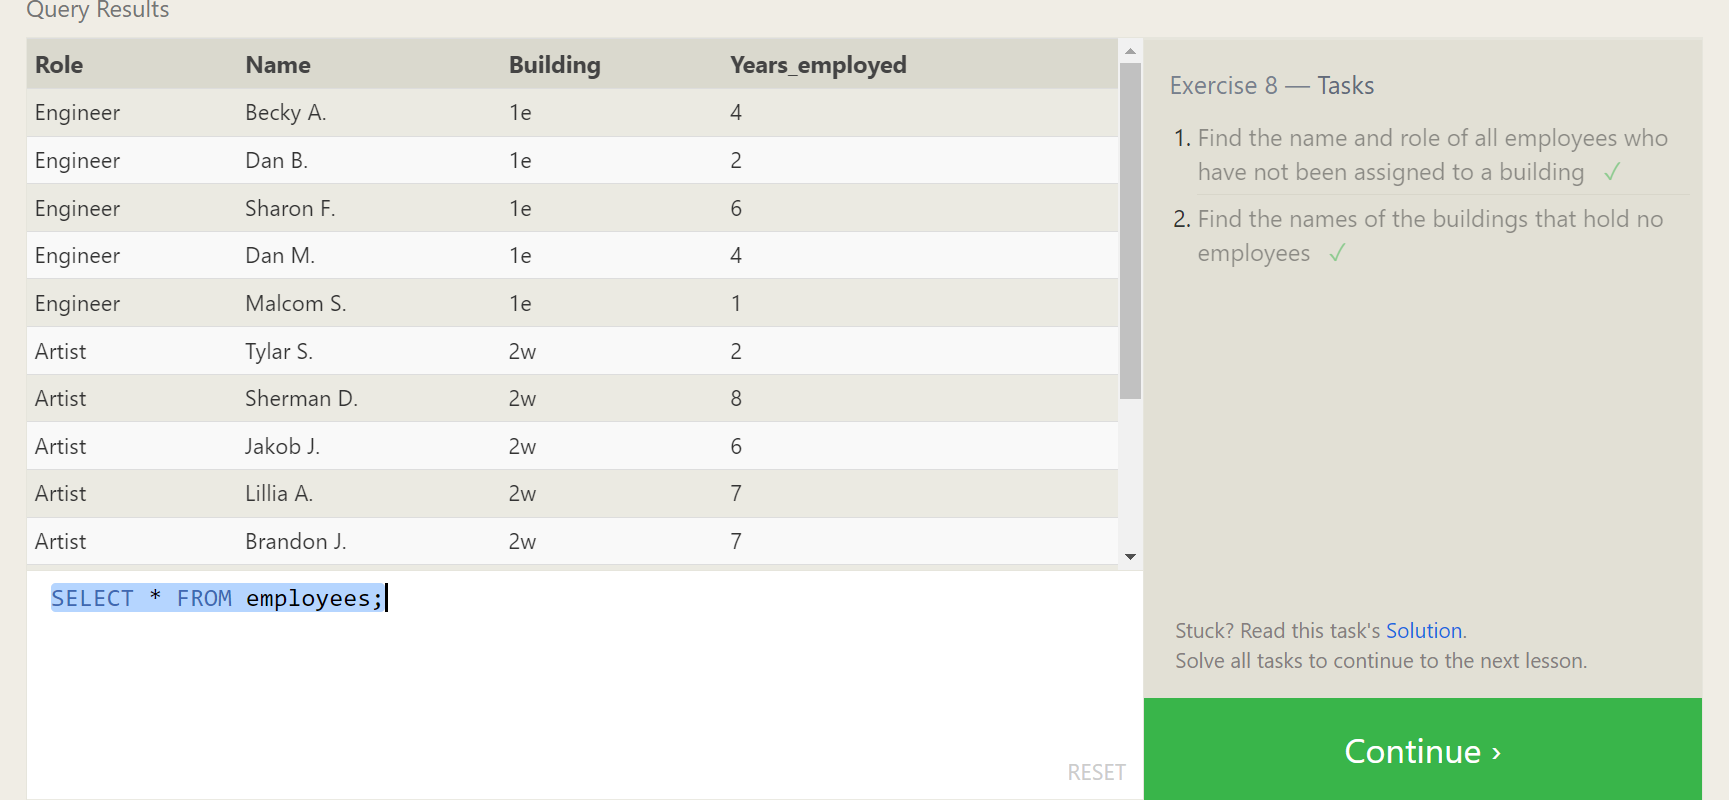 Query Results
Role Name Building Years_employed
Engineer Becky A. 1e 4
Engineer Dan B. 1e 2
Engineer Sharon F. 1e 6
Engineer Dan M. 1e 4
Engineer Malcom S. 1e 1
Artist Tylar S. 2w 2
Artist Sherman D. 2w 8
Artist Jakob J. 2w 6
Artist Lillia A. 2w 7
Artist Brandon J. 2w 7
SELECT * FROM employees;
RESET
Exercise 8 — Tasks
1. Find the name and role of all employees who
have not been assigned to a building ✓
2. Find the names of the buildings that hold no
employees ✓
Stuck? Read this task's Solution.
Solve all tasks to continue to the next lesson.
Continue ›